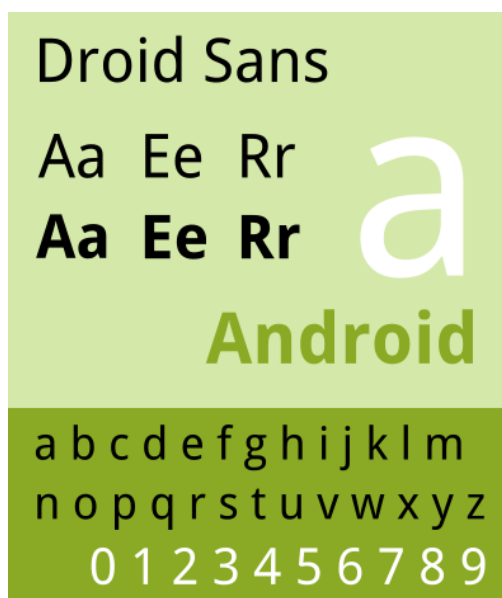 Droid Sans
Aa Ee Rr
Aa Ee Rr
a
Android
a b c d e f g h i j k l m
n o p q r s t u v w x y z
0 1 2 3 4 5 6 7 8 9